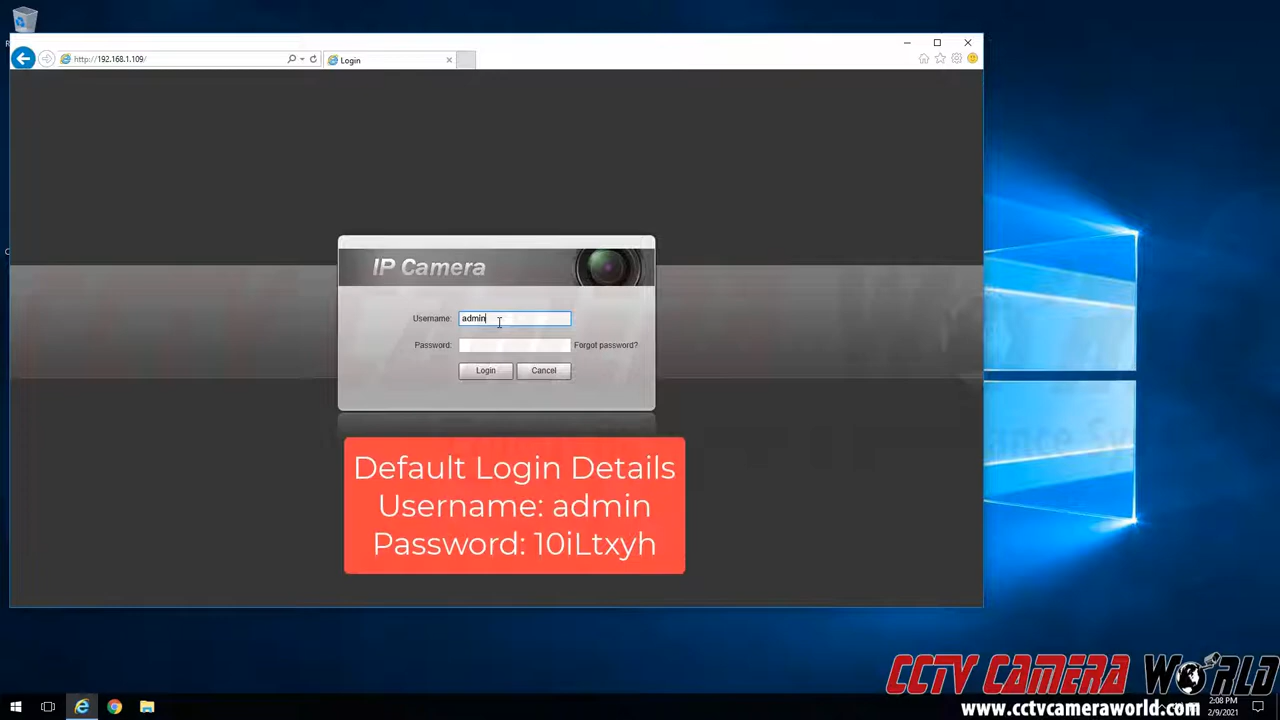 http://192.168.1.109/
Login
IP Camera
Username: admin
Password: Forgot password?
Login Cancel
Default Login Details
Username: admin
Password: 10iLtxyh
CCTV CAMERA WORLD
www.cctvcameraworld.com
2:08 PM
2/9/2021